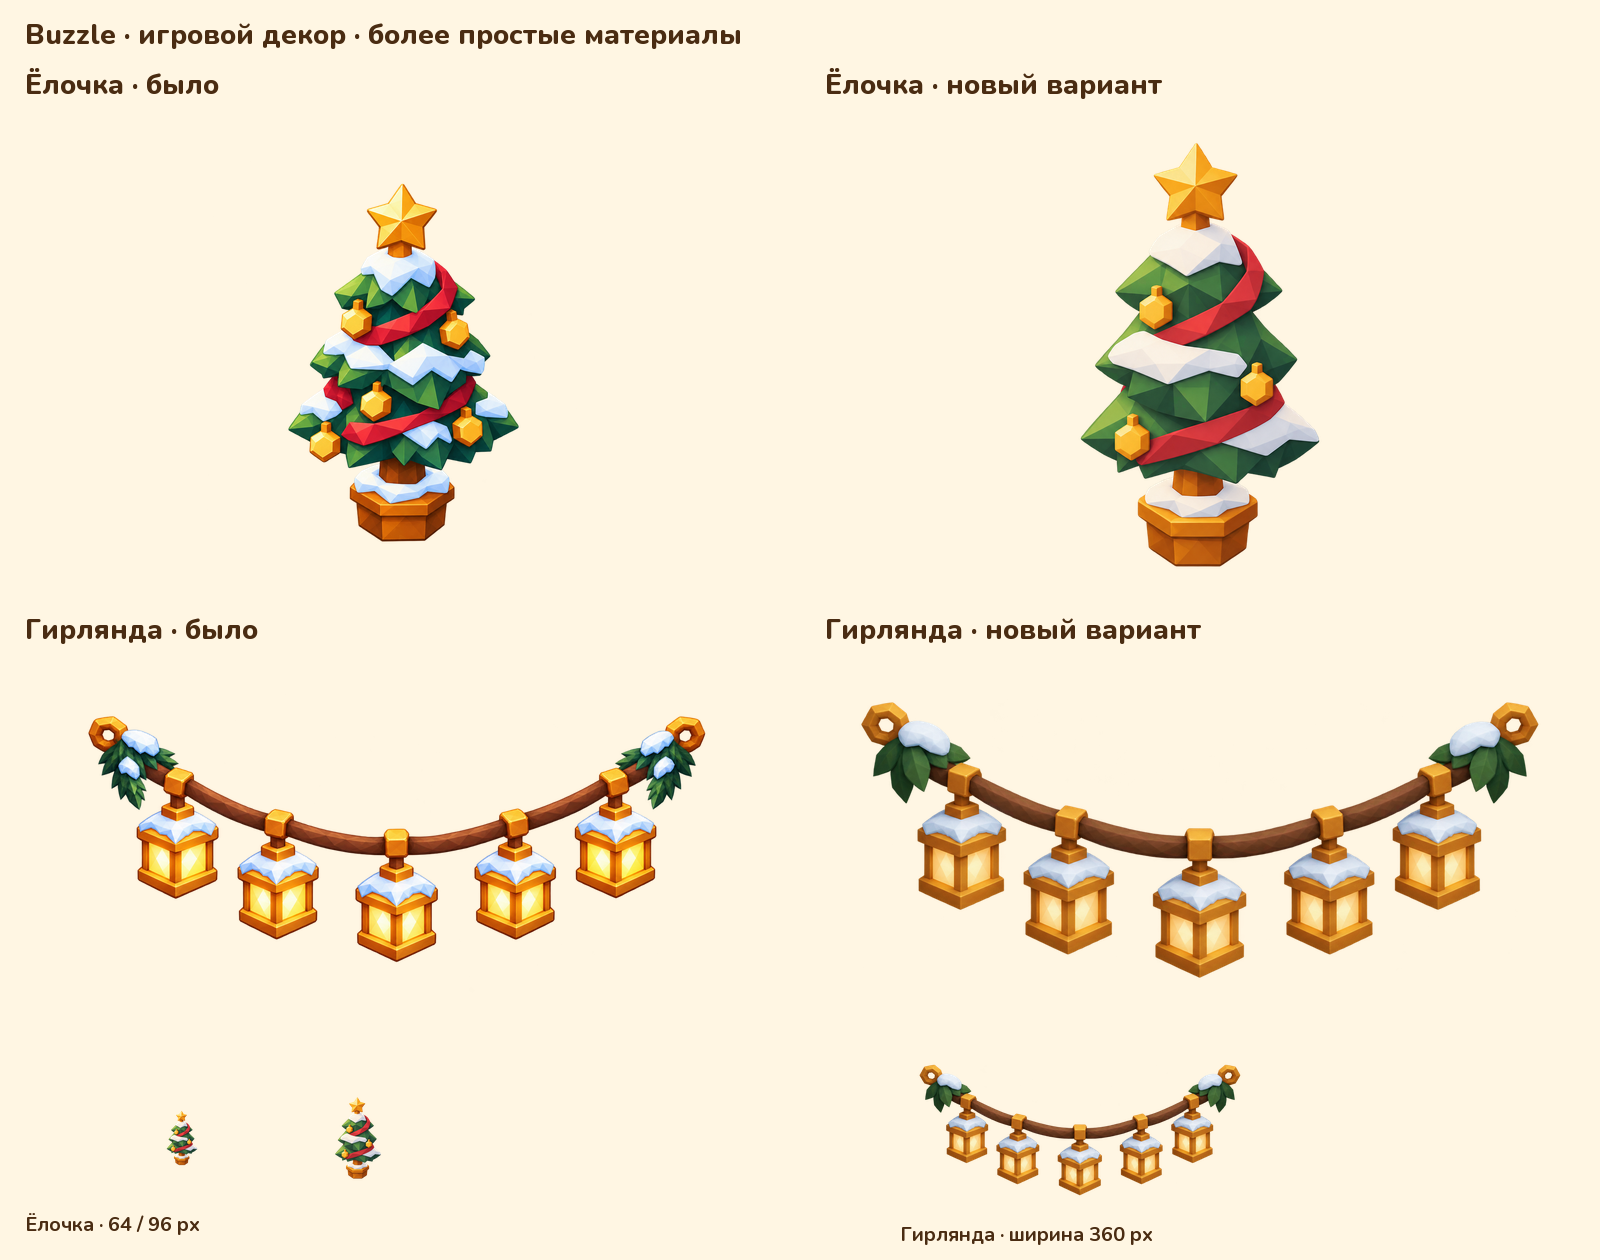 Buzzle · игровой декор · более простые материалы
Ёлочка · было
Ёлочка · новый вариант
Гирлянда · было
Гирлянда · новый вариант
Ёлочка · 64 / 96 px
Гирлянда · ширина 360 px